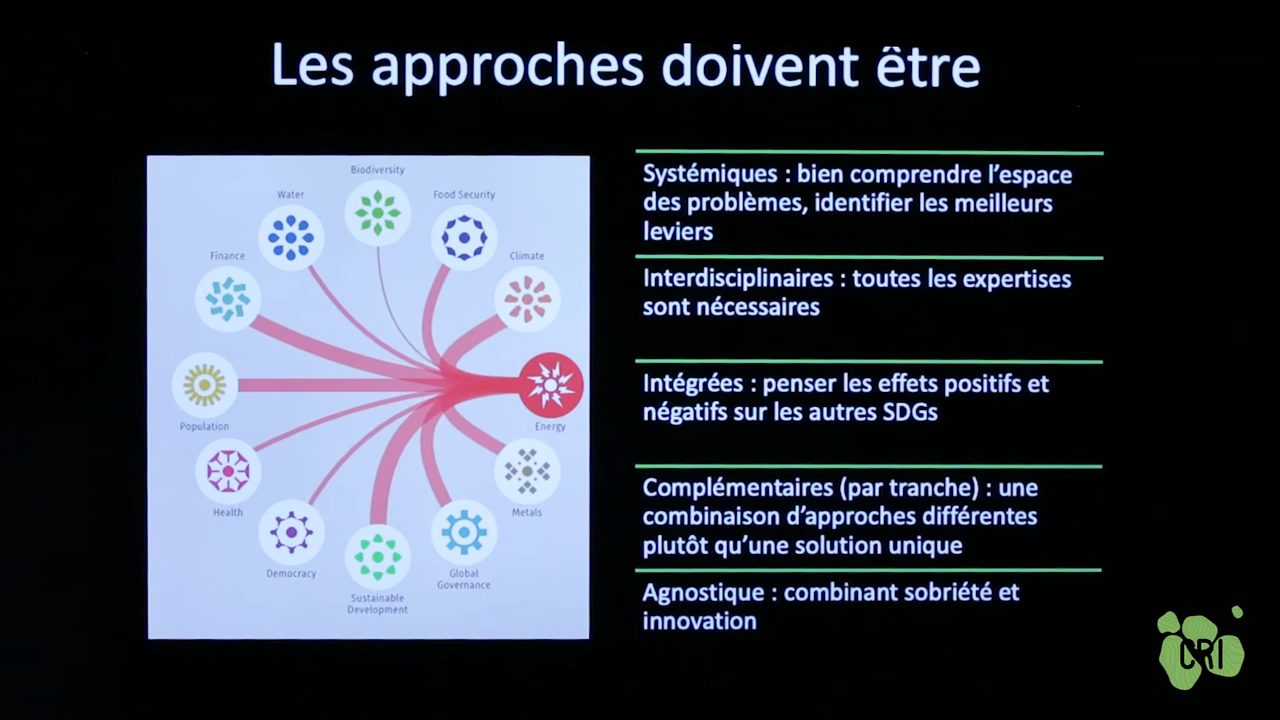 Les approches doivent être
Biodiversity
Water
Food Security
Finance
Climate
Population
Energy
Health
Metals
Democracy
Global
Governance
Sustainable
Development
Systémiques : bien comprendre l’espace
des problèmes, identifier les meilleurs
leviers
Interdisciplinaires : toutes les expertises
sont nécessaires
Intégrées : penser les effets positifs et
négatifs sur les autres SDGs
Complémentaires (par tranche) : une
combinaison d’approches différentes
plutôt qu’une solution unique
Agnostique : combinant sobriété et
innovation
CRI